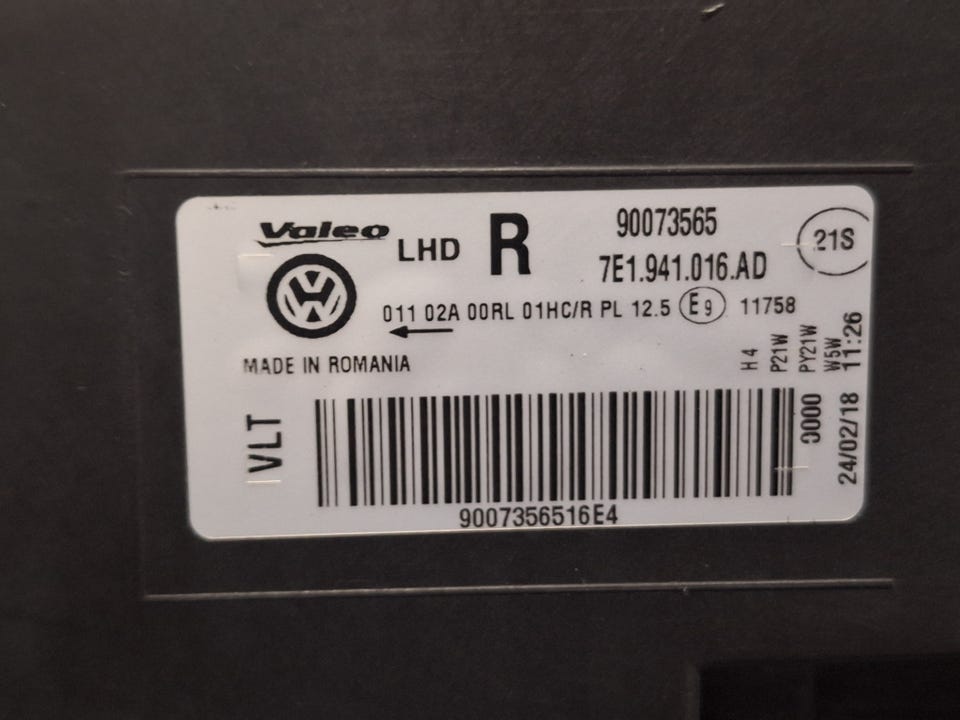 Valeo
LHD
R
90073565
7E1.941.016.AD
21S
011 02A 00RL 01HC/R PL 12.5 E9 11758
MADE IN ROMANIA
H4
P21W
PY21W
W5W
0000
24/02/18 11:26
VLT
9007356516E4